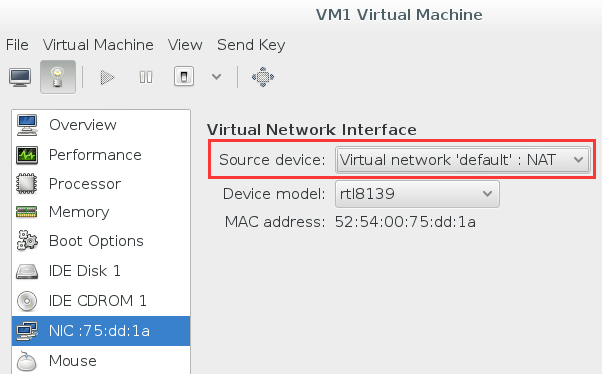 VM1 Virtual Machine
File Virtual Machine View Send Key
Overview
Performance
Processor
Memory
Boot Options
IDE Disk 1
IDE CDROM 1
NIC :75:dd:1a
Mouse
Virtual Network Interface
Source device: Virtual network 'default' : NAT
Device model: rtl8139
MAC address: 52:54:00:75:dd:1a